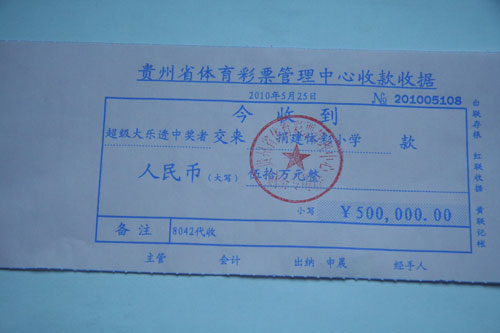 貴州省体育彩票管理中心收款收据
2010年5月25日 № 201005108
今 收 到
超级大乐透中奖者 交来 捐建体彩小学 款
人民币（大写）伍拾万元整
小写 ￥500,000.00
备 注 8042代收
主管 会计 出纳 中晨 经手人
白联存根 红联收据 黄联记帐